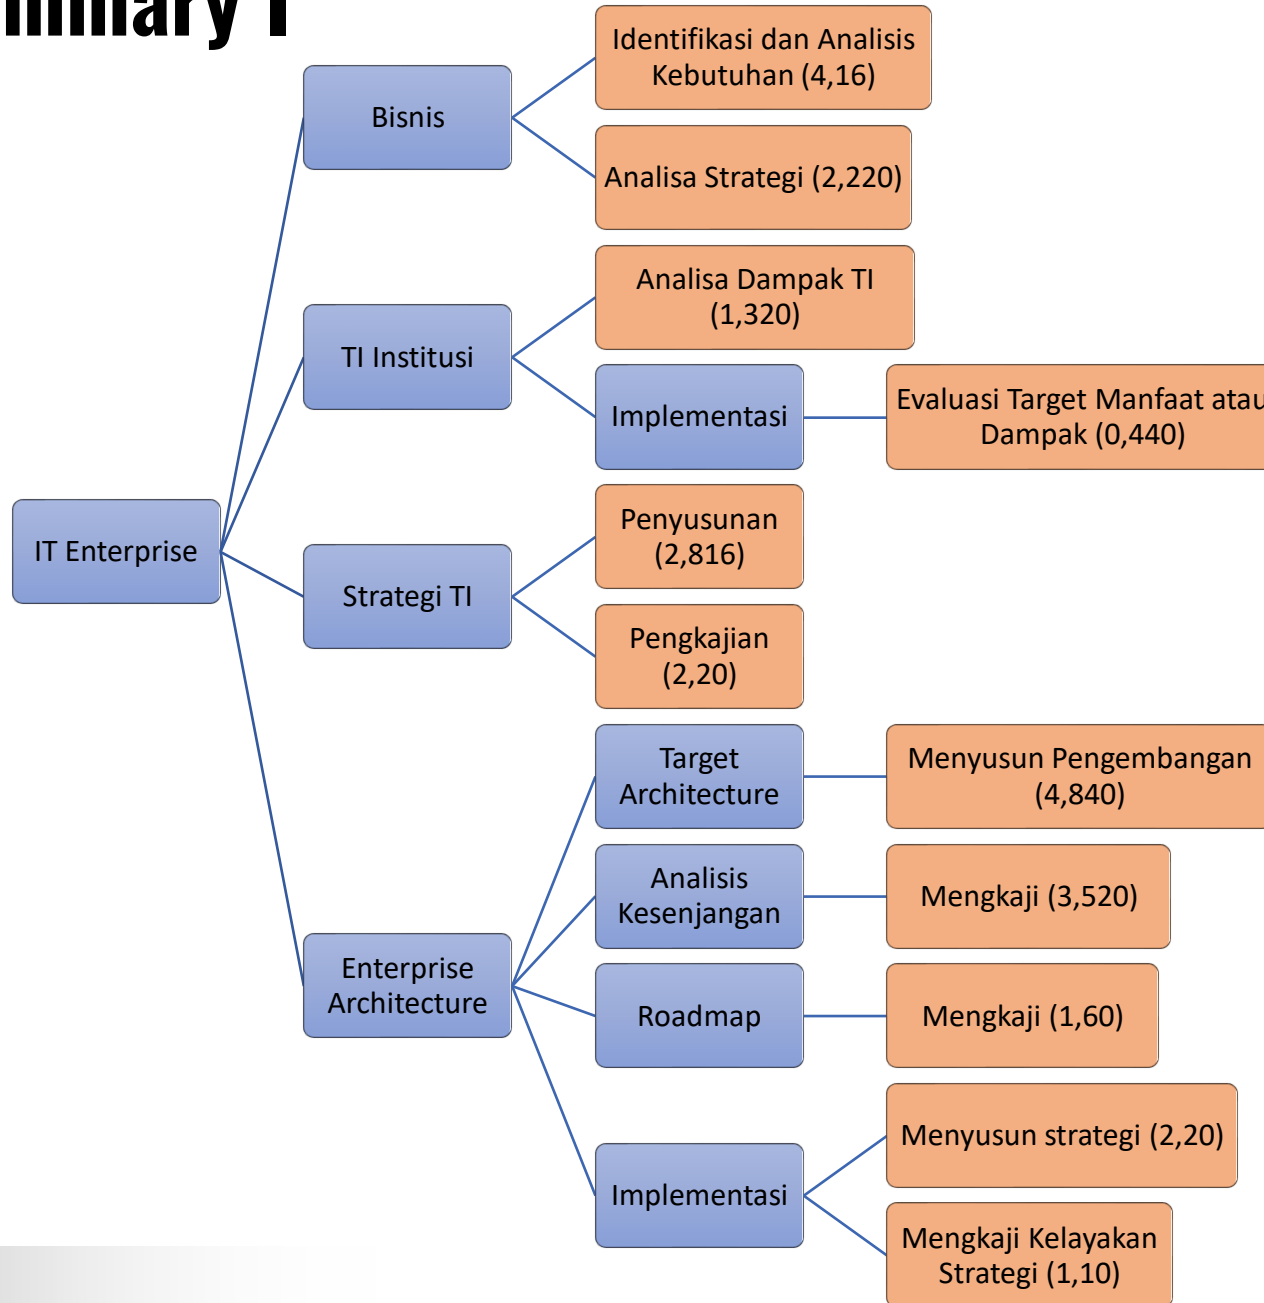 Identifikasi dan Analisis
Kebutuhan (4,16)
Bisnis
Analisa Strategi (2,220)
Analisa Dampak TI
(1,320)
TI Institusi
Implementasi
Evaluasi Target Manfaat atau
Dampak (0,440)
IT Enterprise
Penyusunan
(2,816)
Strategi TI
Pengkajian
(2,20)
Target
Architecture
Menyusun Pengembangan
(4,840)
Analisis
Kesenjangan
Mengkaji (3,520)
Enterprise
Architecture
Roadmap
Mengkaji (1,60)
Menyusun strategi (2,20)
Implementasi
Mengkaji Kelayakan
Strategi (1,10)